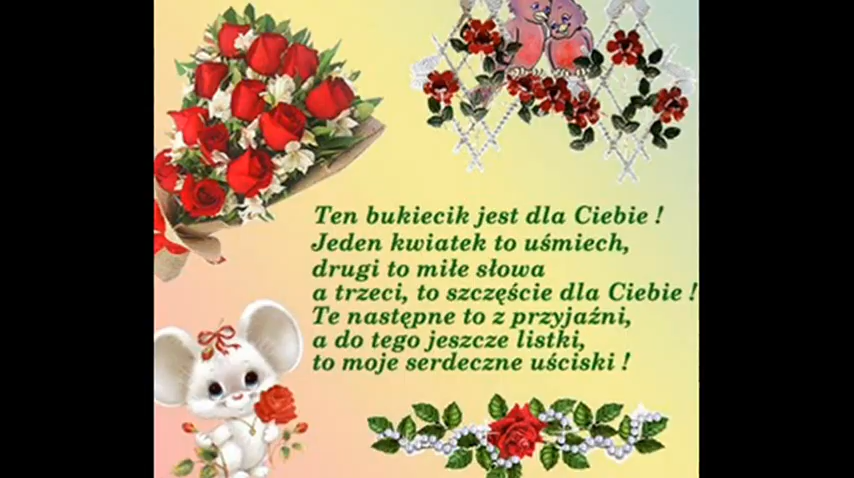 Ten bukiecik jest dla Ciebie !
Jeden kwiatek to uśmiech,
drugi to miłe słowa
a trzeci, to szczęście dla Ciebie !
Te następne to z przyjaźni,
a do tego jeszcze listki,
to moje serdeczne uściski !